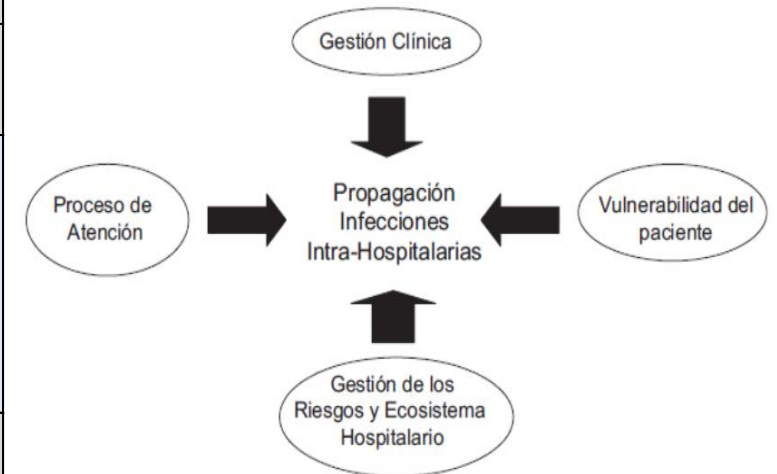 Gestión Clínica
Proceso de
Atención
Propagación
Infecciones
Intra-Hospitalarias
Vulnerabilidad del
paciente
Gestión de los
Riesgos y Ecosistema
Hospitalario